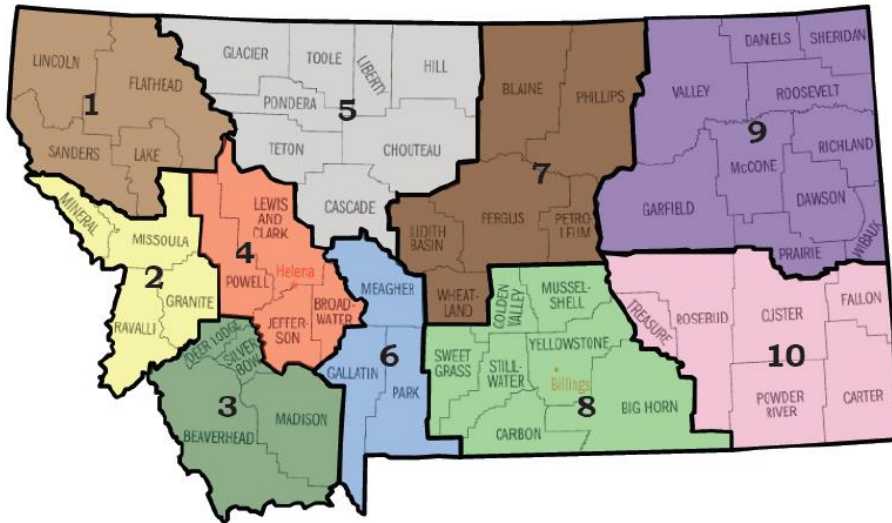 LINCOLN
FLATHEAD
1
SANDERS
LAKE
GLACIER
TOOLE
LIBERTY
HILL
PONDERA
5
TETON
CHOUTEAU
CASCADE
BLAINE
PHILLIPS
7
JUDITH
BASIN
FERGUS
PETRO-
LEUM
WHEAT-
LAND
DANIELS
SHERIDAN
VALLEY
ROOSEVELT
9
McCONE
RICHLAND
GARFIELD
DAWSON
PRAIRIE
WIBAUX
MINERAL
MISSOULA
2
GRANITE
RAVALLI
LEWIS
AND
CLARK
4
POWELL
Helena
BROAD-
WATER
JEFFER-
SON
DEER LODGE
SILVER
BOW
3
MADISON
BEAVERHEAD
MEAGHER
6
GALLATIN
PARK
GOLDEN
VALLEY
MUSSEL-
SHELL
SWEET
GRASS
STILL-
WATER
YELLOWSTONE
Billings
8
BIG HORN
CARBON
TREASURE
ROSEBUD
CUSTER
FALLON
10
POWDER
RIVER
CARTER